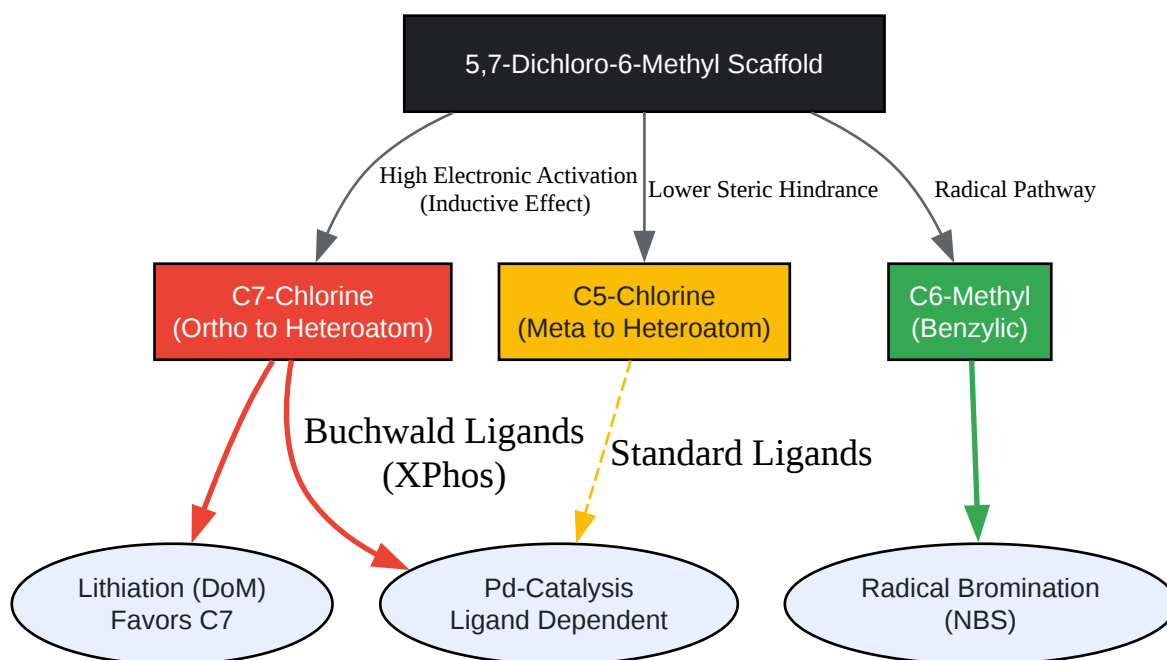 5,7-Dichloro-6-Methyl Scaffold
High Electronic Activation
(Inductive Effect)
Lower Steric Hindrance
Radical Pathway
C7-Chlorine
(Ortho to Heteroatom)
C5-Chlorine
(Meta to Heteroatom)
C6-Methyl
(Benzylic)
Buchwald Ligands
(XPhos)
Standard Ligands
Lithiation (DoM)
Favors C7
Pd-Catalysis
Ligand Dependent
Radical Bromination
(NBS)